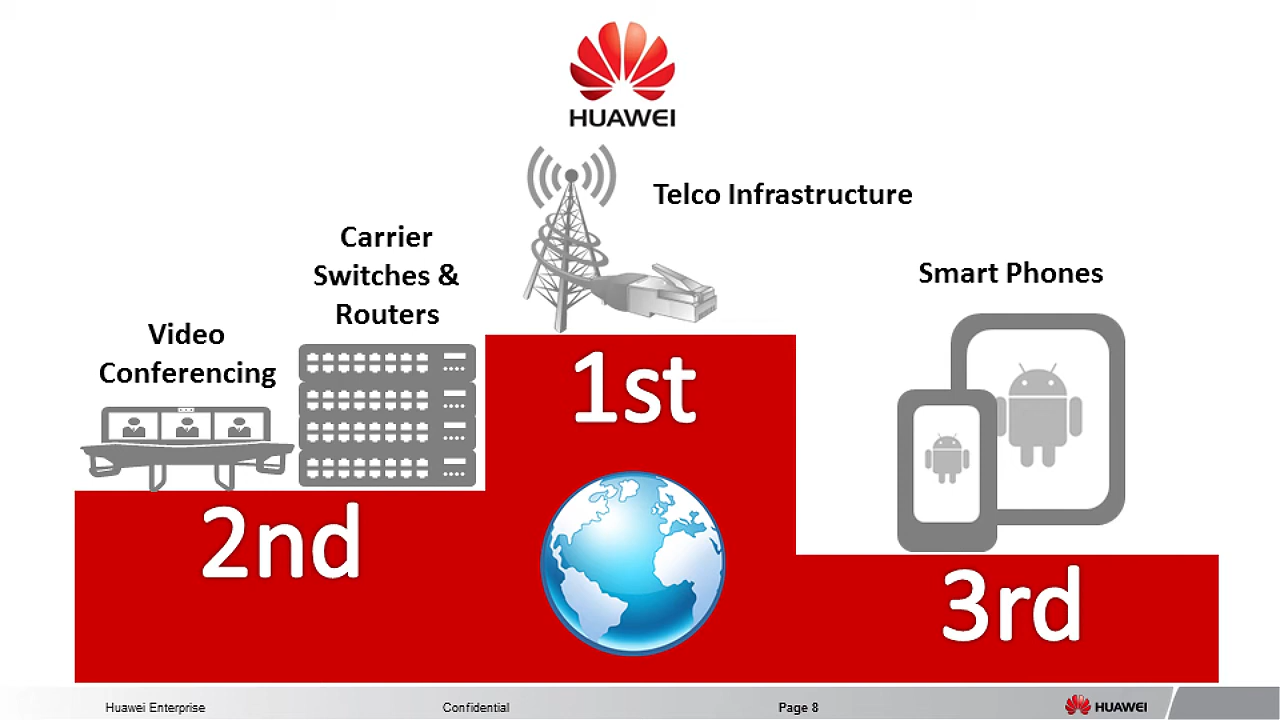 HUAWEI
Telco Infrastructure
Carrier
Switches &
Routers
Smart Phones
Video
Conferencing
1st
2nd
3rd
Huawei Enterprise
Confidential
Page 8
HUAWEI